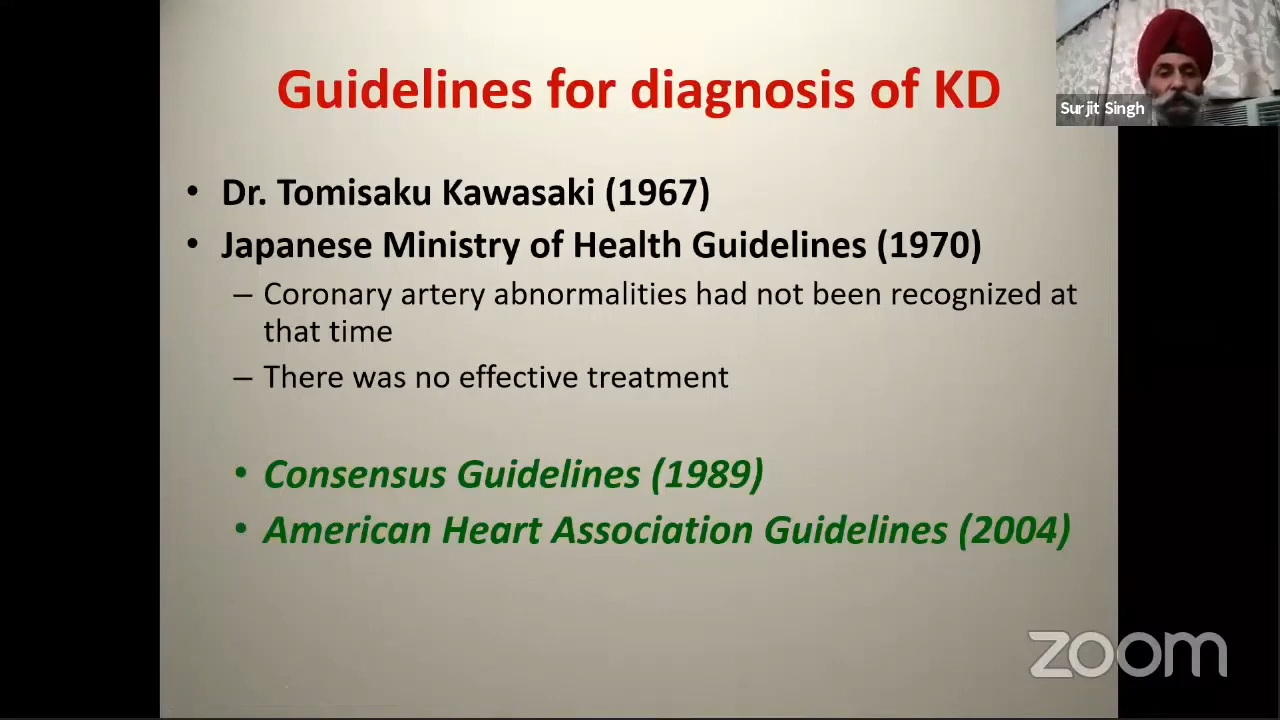 Guidelines for diagnosis of KD
Surjit Singh
• Dr. Tomisaku Kawasaki (1967)
• Japanese Ministry of Health Guidelines (1970)
– Coronary artery abnormalities had not been recognized at
that time
– There was no effective treatment
• Consensus Guidelines (1989)
• American Heart Association Guidelines (2004)
zoom